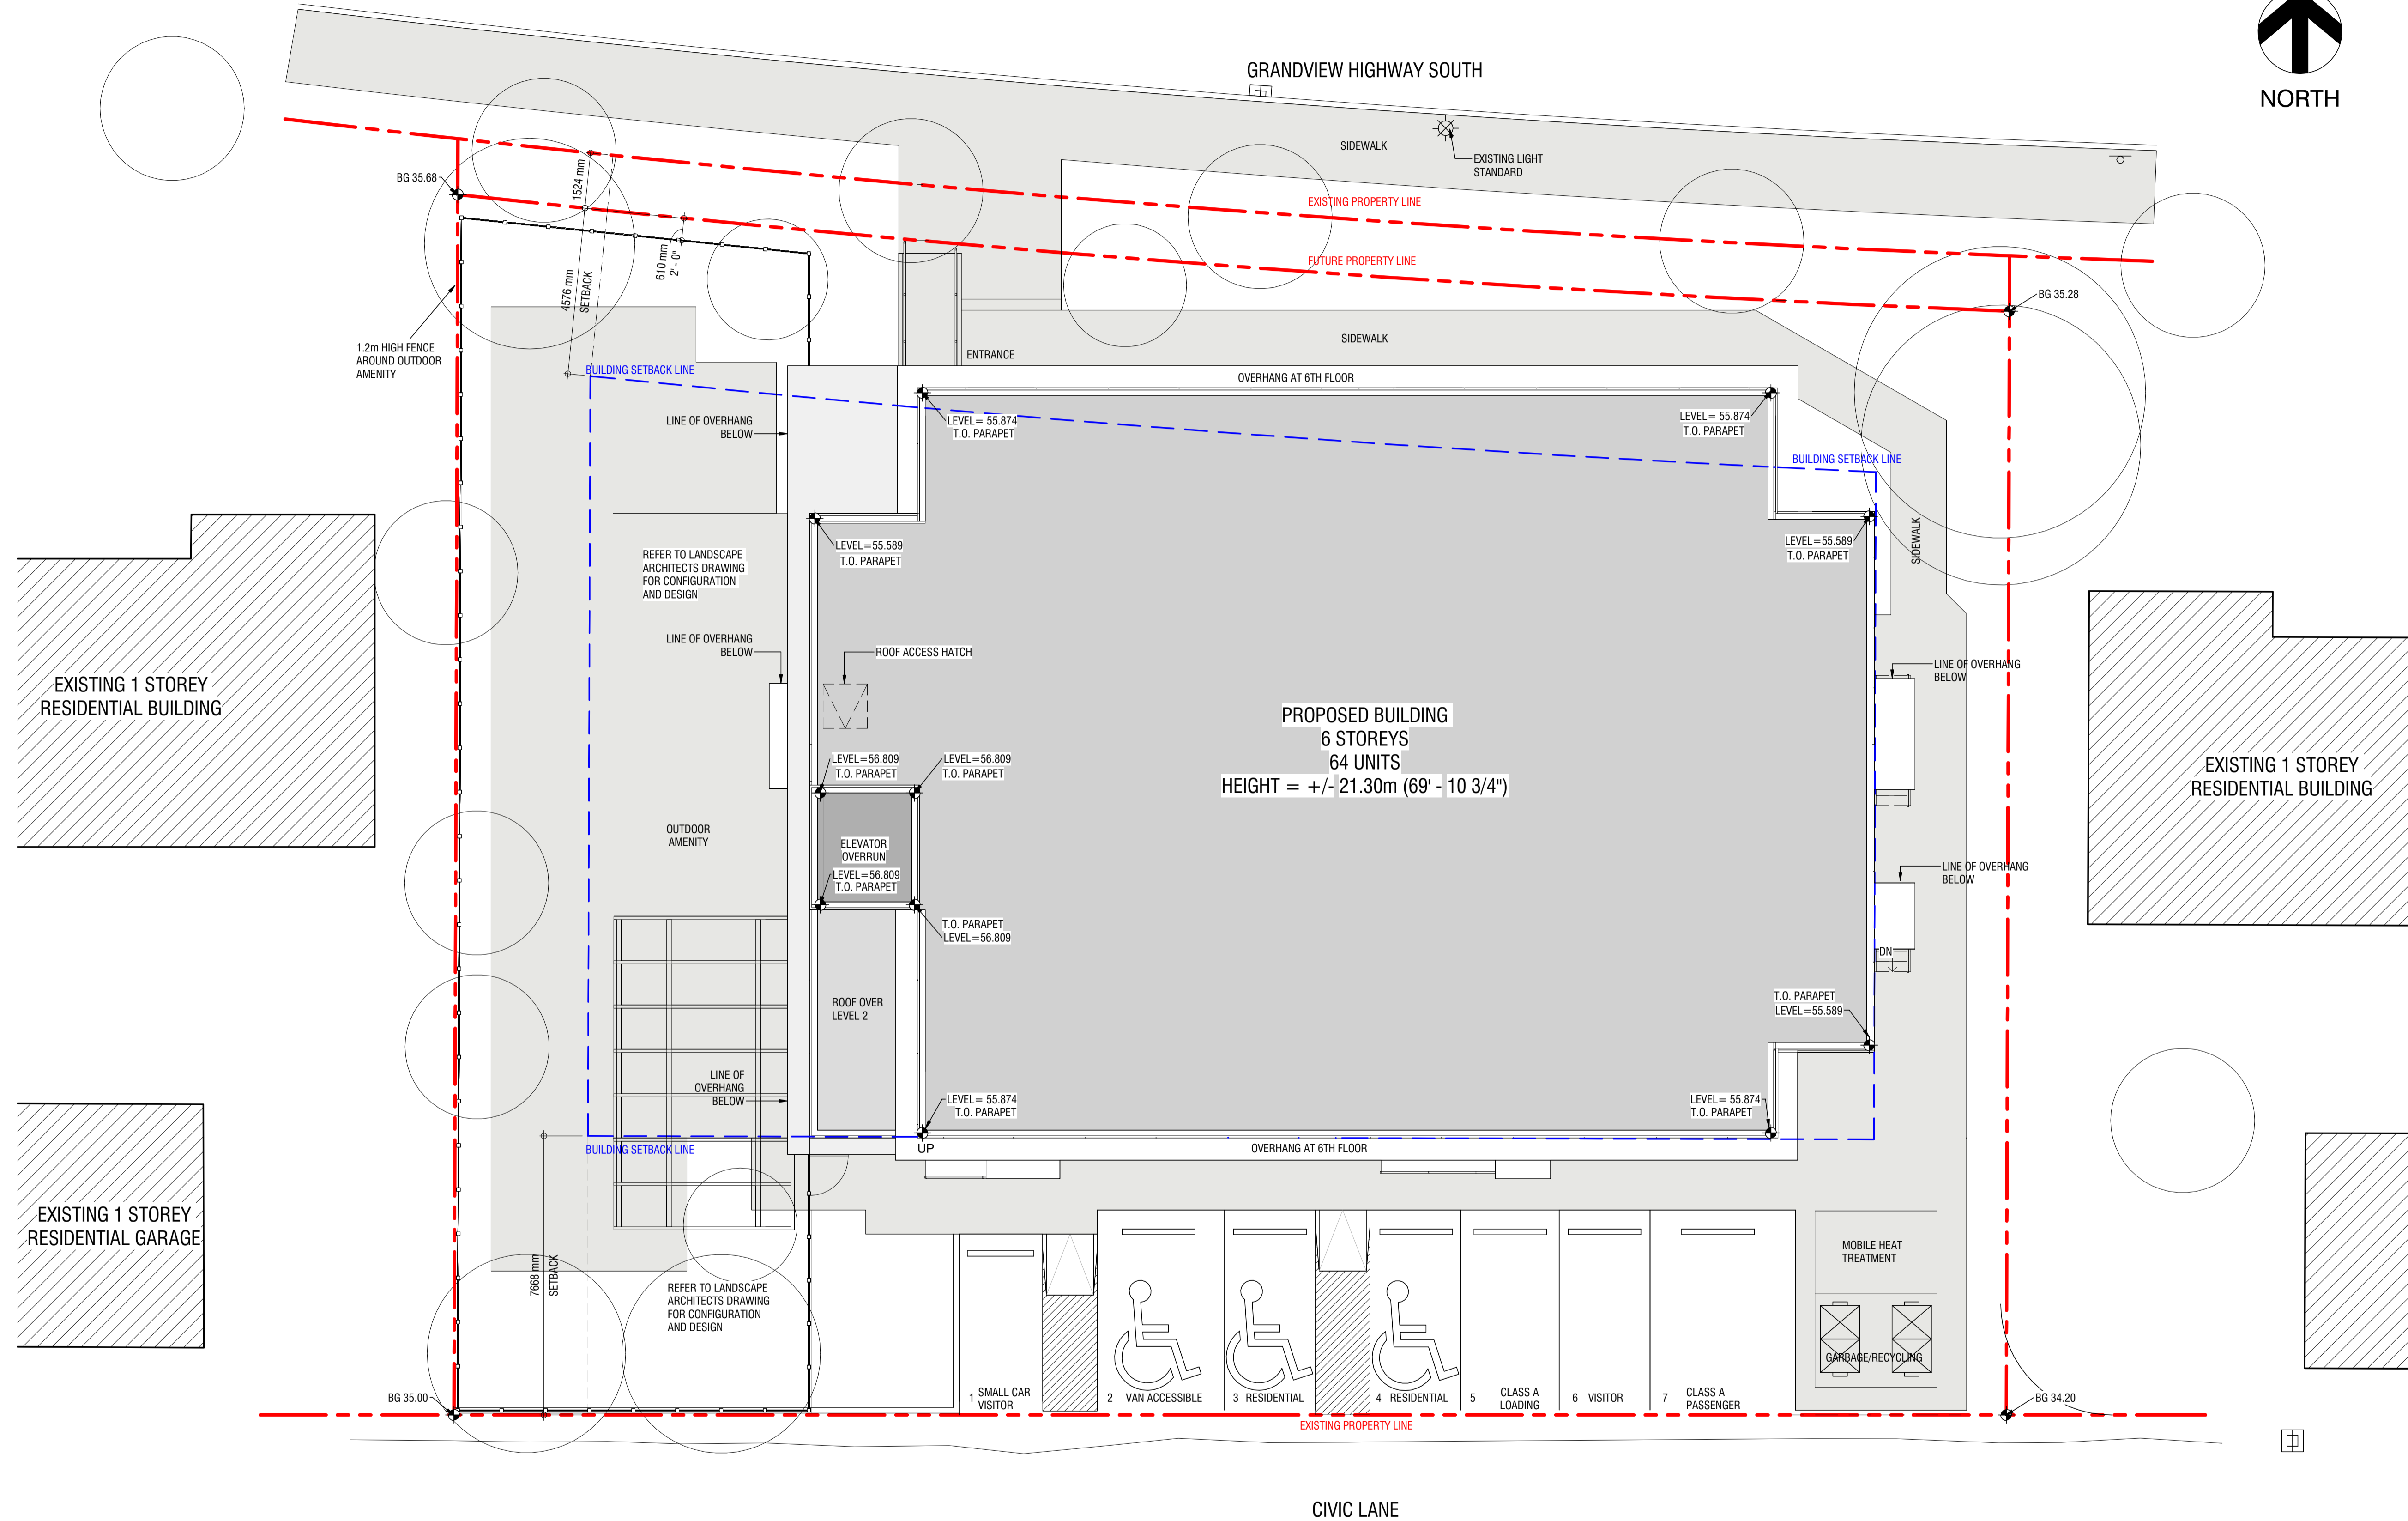 GRANDVIEW HIGHWAY SOUTH
NORTH
SIDEWALK
EXISTING LIGHT
STANDARD
BG 35.68
1524 mm
EXISTING PROPERTY LINE
610 mm
2' - 0"
4576 mm
SETBACK
FUTURE PROPERTY LINE
BG 35.28
1.2m HIGH FENCE
AROUND OUTDOOR
AMENITY
ENTRANCE
SIDEWALK
BUILDING SETBACK LINE
OVERHANG AT 6TH FLOOR
LINE OF OVERHANG
BELOW
LEVEL= 55.874
T.O. PARAPET
LEVEL= 55.874
T.O. PARAPET
BUILDING SETBACK LINE
REFER TO LANDSCAPE
ARCHITECTS DRAWING
FOR CONFIGURATION
AND DESIGN
LEVEL=55.589
T.O. PARAPET
LEVEL=55.589
T.O. PARAPET
SIDEWALK
LINE OF OVERHANG
BELOW
ROOF ACCESS HATCH
LINE OF OVERHANG
BELOW
EXISTING 1 STOREY
RESIDENTIAL BUILDING
PROPOSED BUILDING
6 STOREYS
64 UNITS
HEIGHT = +/- 21.30m (69' - 10 3/4")
EXISTING 1 STOREY
RESIDENTIAL BUILDING
LEVEL=56.809
T.O. PARAPET
LEVEL=56.809
T.O. PARAPET
OUTDOOR
AMENITY
ELEVATOR
OVERRUN
LEVEL=56.809
T.O. PARAPET
LINE OF OVERHANG
BELOW
T.O. PARAPET
LEVEL=56.809
DN
ROOF OVER
LEVEL 2
T.O. PARAPET
LEVEL=55.589
LINE OF
OVERHANG
BELOW
LEVEL= 55.874
T.O. PARAPET
LEVEL= 55.874
T.O. PARAPET
BUILDING SETBACK LINE
UP
OVERHANG AT 6TH FLOOR
EXISTING 1 STOREY
RESIDENTIAL GARAGE
7668 mm
SETBACK
REFER TO LANDSCAPE
ARCHITECTS DRAWING
FOR CONFIGURATION
AND DESIGN
MOBILE HEAT
TREATMENT
GARBAGE/RECYCLING
BG 35.00
1 SMALL CAR
VISITOR
2 VAN ACCESSIBLE
3 RESIDENTIAL
4 RESIDENTIAL
5 CLASS A
LOADING
6 VISITOR
7 CLASS A
PASSENGER
BG 34.20
EXISTING PROPERTY LINE
CIVIC LANE